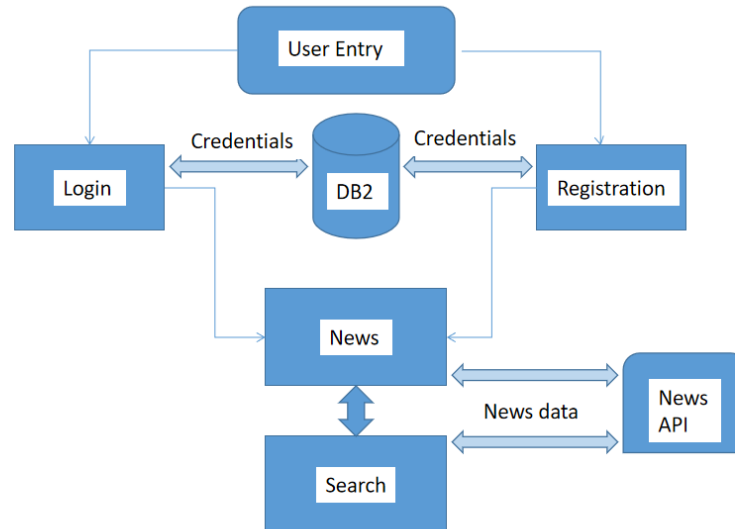 User Entry
Credentials
Credentials
Login
DB2
Registration
News
News data
News
API
Search